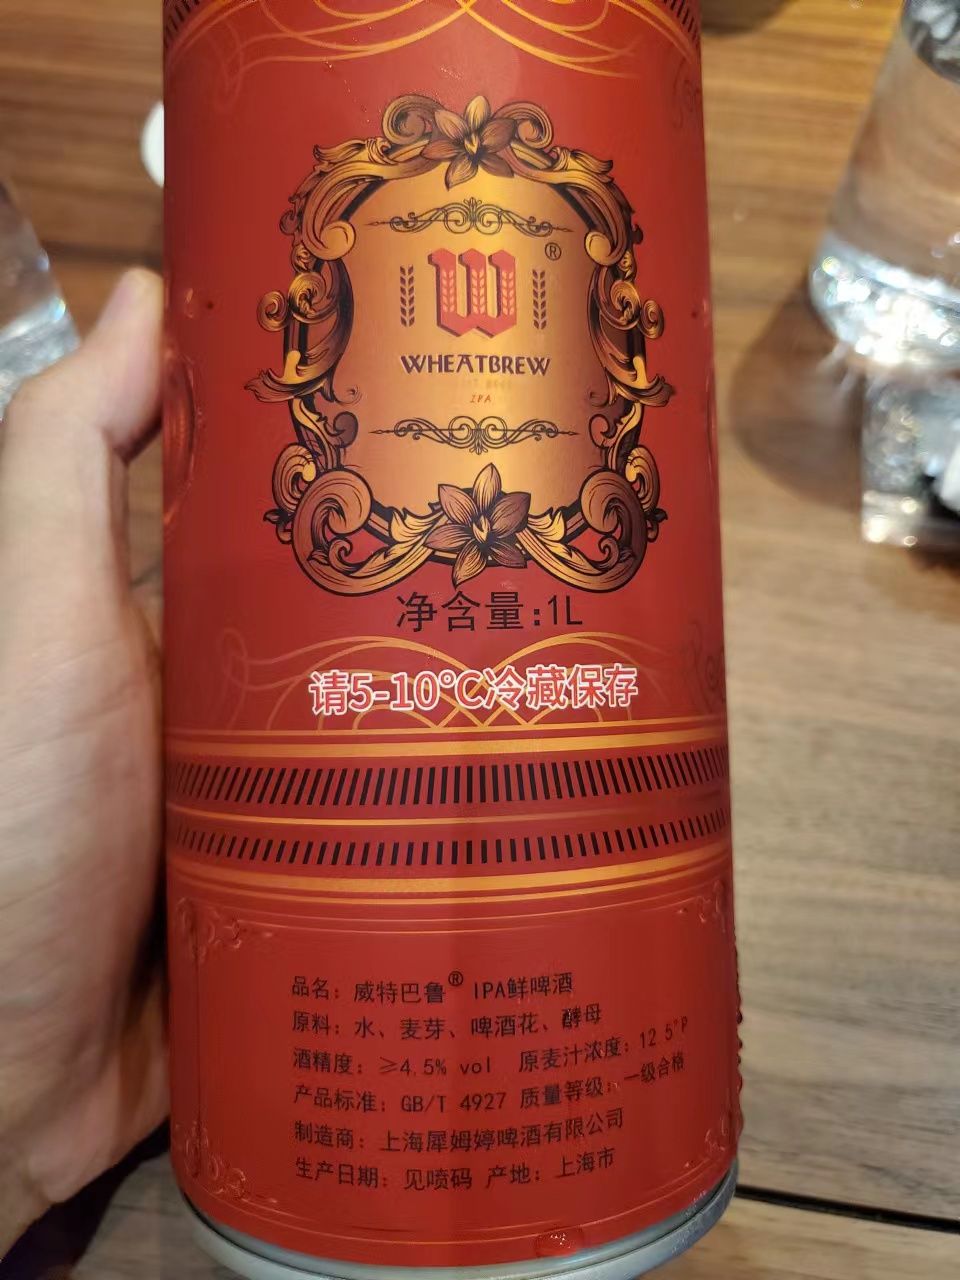 W®
WHEATBREW
IPA
净含量:1L
请5-10°C冷藏保存
品名：威特巴鲁® IPA鲜啤酒
原料：水、麦芽、啤酒花、酵母
酒精度：≥4.5% vol 原麦汁浓度：12.5°P
产品标准：GB/T 4927 质量等级：一级合格
制造商：上海犀姆婷啤酒有限公司
生产日期：见喷码 产地：上海市